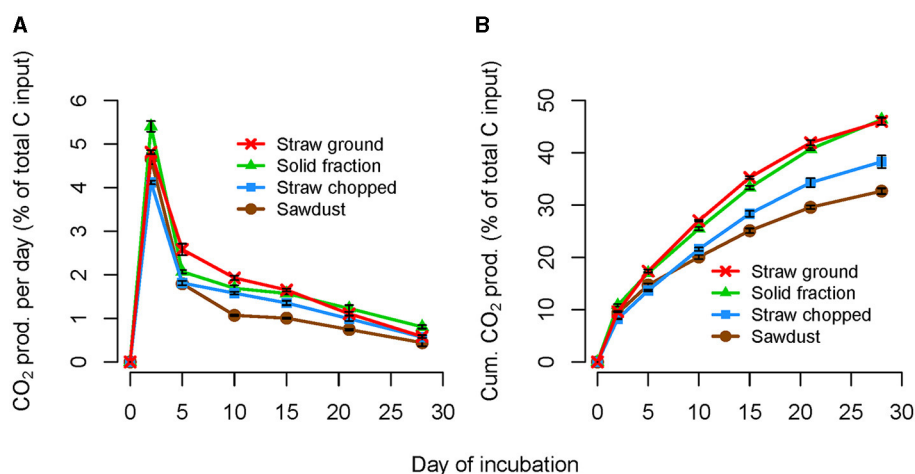 A
CO₂ prod. per day (% of total C input)
6
5
4
3
2
1
0
Straw ground
Solid fraction
Straw chopped
Sawdust
0 5 10 15 20 25 30
B
Cum. CO₂ prod. (% of total C input)
50
40
30
20
10
0
Straw ground
Solid fraction
Straw chopped
Sawdust
0 5 10 15 20 25 30
Day of incubation